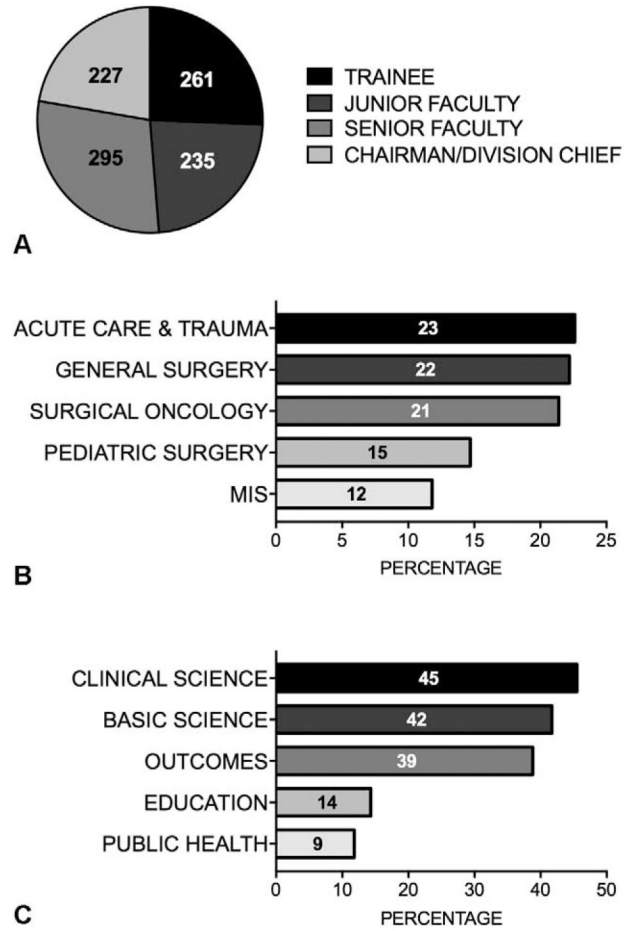 227
261
295
235
TRAINEE
JUNIOR FACULTY
SENIOR FACULTY
CHAIRMAN/DIVISION CHIEF
A
ACUTE CARE & TRAUMA 23
GENERAL SURGERY 22
SURGICAL ONCOLOGY 21
PEDIATRIC SURGERY 15
MIS 12
0 5 10 15 20 25
PERCENTAGE
B
CLINICAL SCIENCE 45
BASIC SCIENCE 42
OUTCOMES 39
EDUCATION 14
PUBLIC HEALTH 9
0 10 20 30 40 50
PERCENTAGE
C